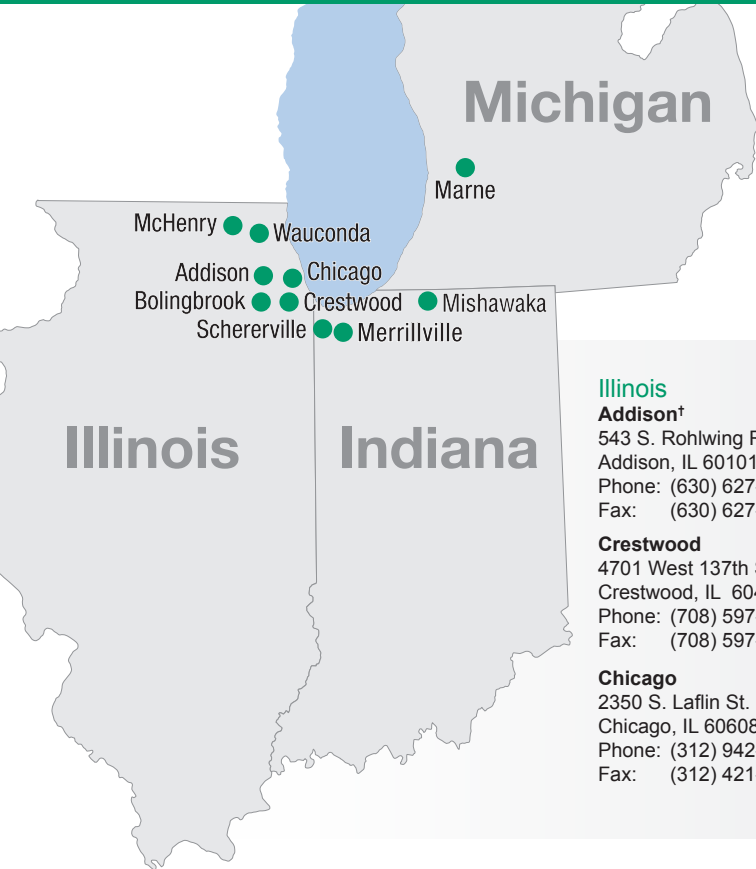 Michigan
Marne
McHenry
Wauconda
Addison
Chicago
Bolingbrook
Crestwood
Mishawaka
Schererville
Merrillville
Illinois
Indiana
Illinois
Addison†
543 S. Rohlwing
Addison, IL 60101
Phone: (630) 627
Fax: (630) 627
Crestwood
4701 West 137th
Crestwood, IL
Phone: (708) 597
Fax: (708) 597
Chicago
2350 S. Laflin St.
Chicago, IL 60608
Phone: (312) 942
Fax: (312) 421